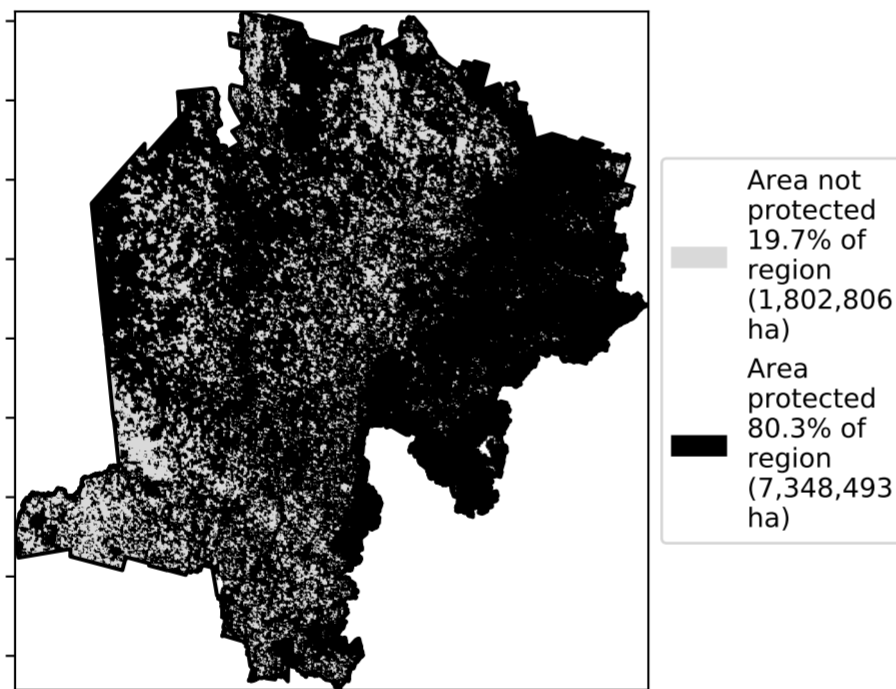 Area not
protected
19.7% of
region
(1,802,806
ha)
Area
protected
80.3% of
region
(7,348,493
ha)